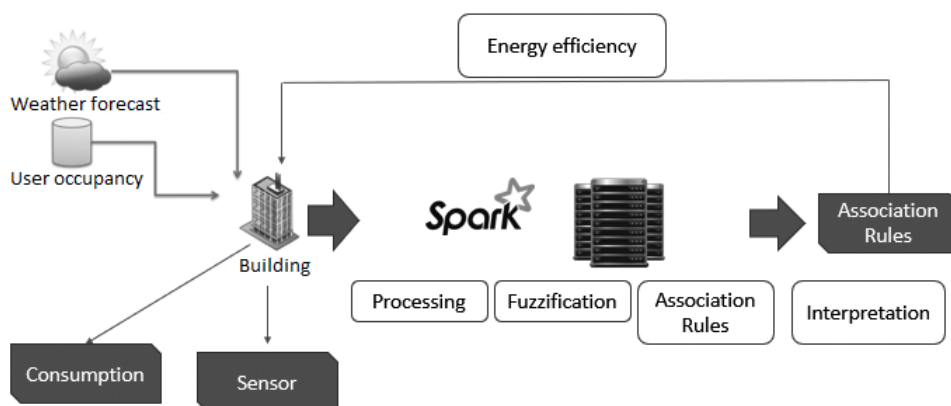 Energy efficiency
Weather forecast
User occupancy
Building
Spark
Association
Rules
Processing
Fuzzification
Association
Rules
Interpretation
Consumption
Sensor